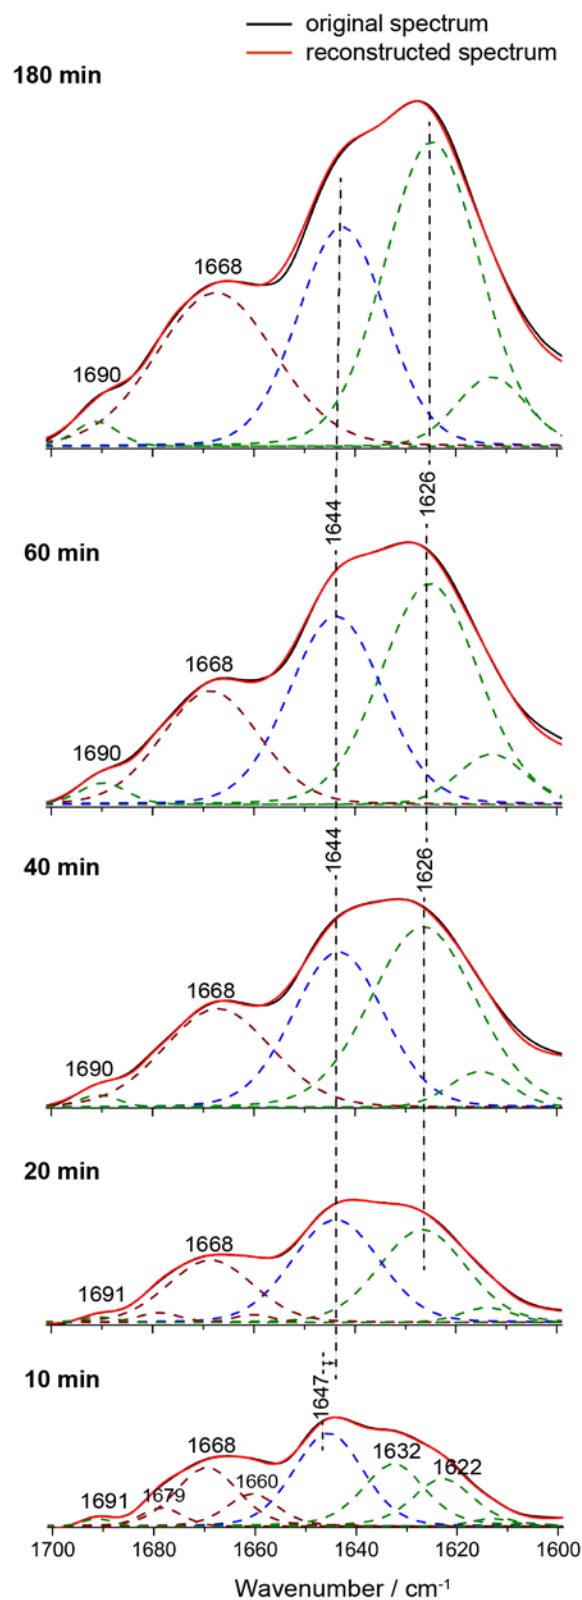 original spectrum
reconstructed spectrum
180 min
1668
1690
1644
1626
60 min
1668
1690
1644
1626
40 min
1668
1690
20 min
1668
1691
10 min
1647
1668
1632
1622
1679
1660
1691
1700 1680 1660 1640 1620 1600
Wavenumber / cm⁻¹